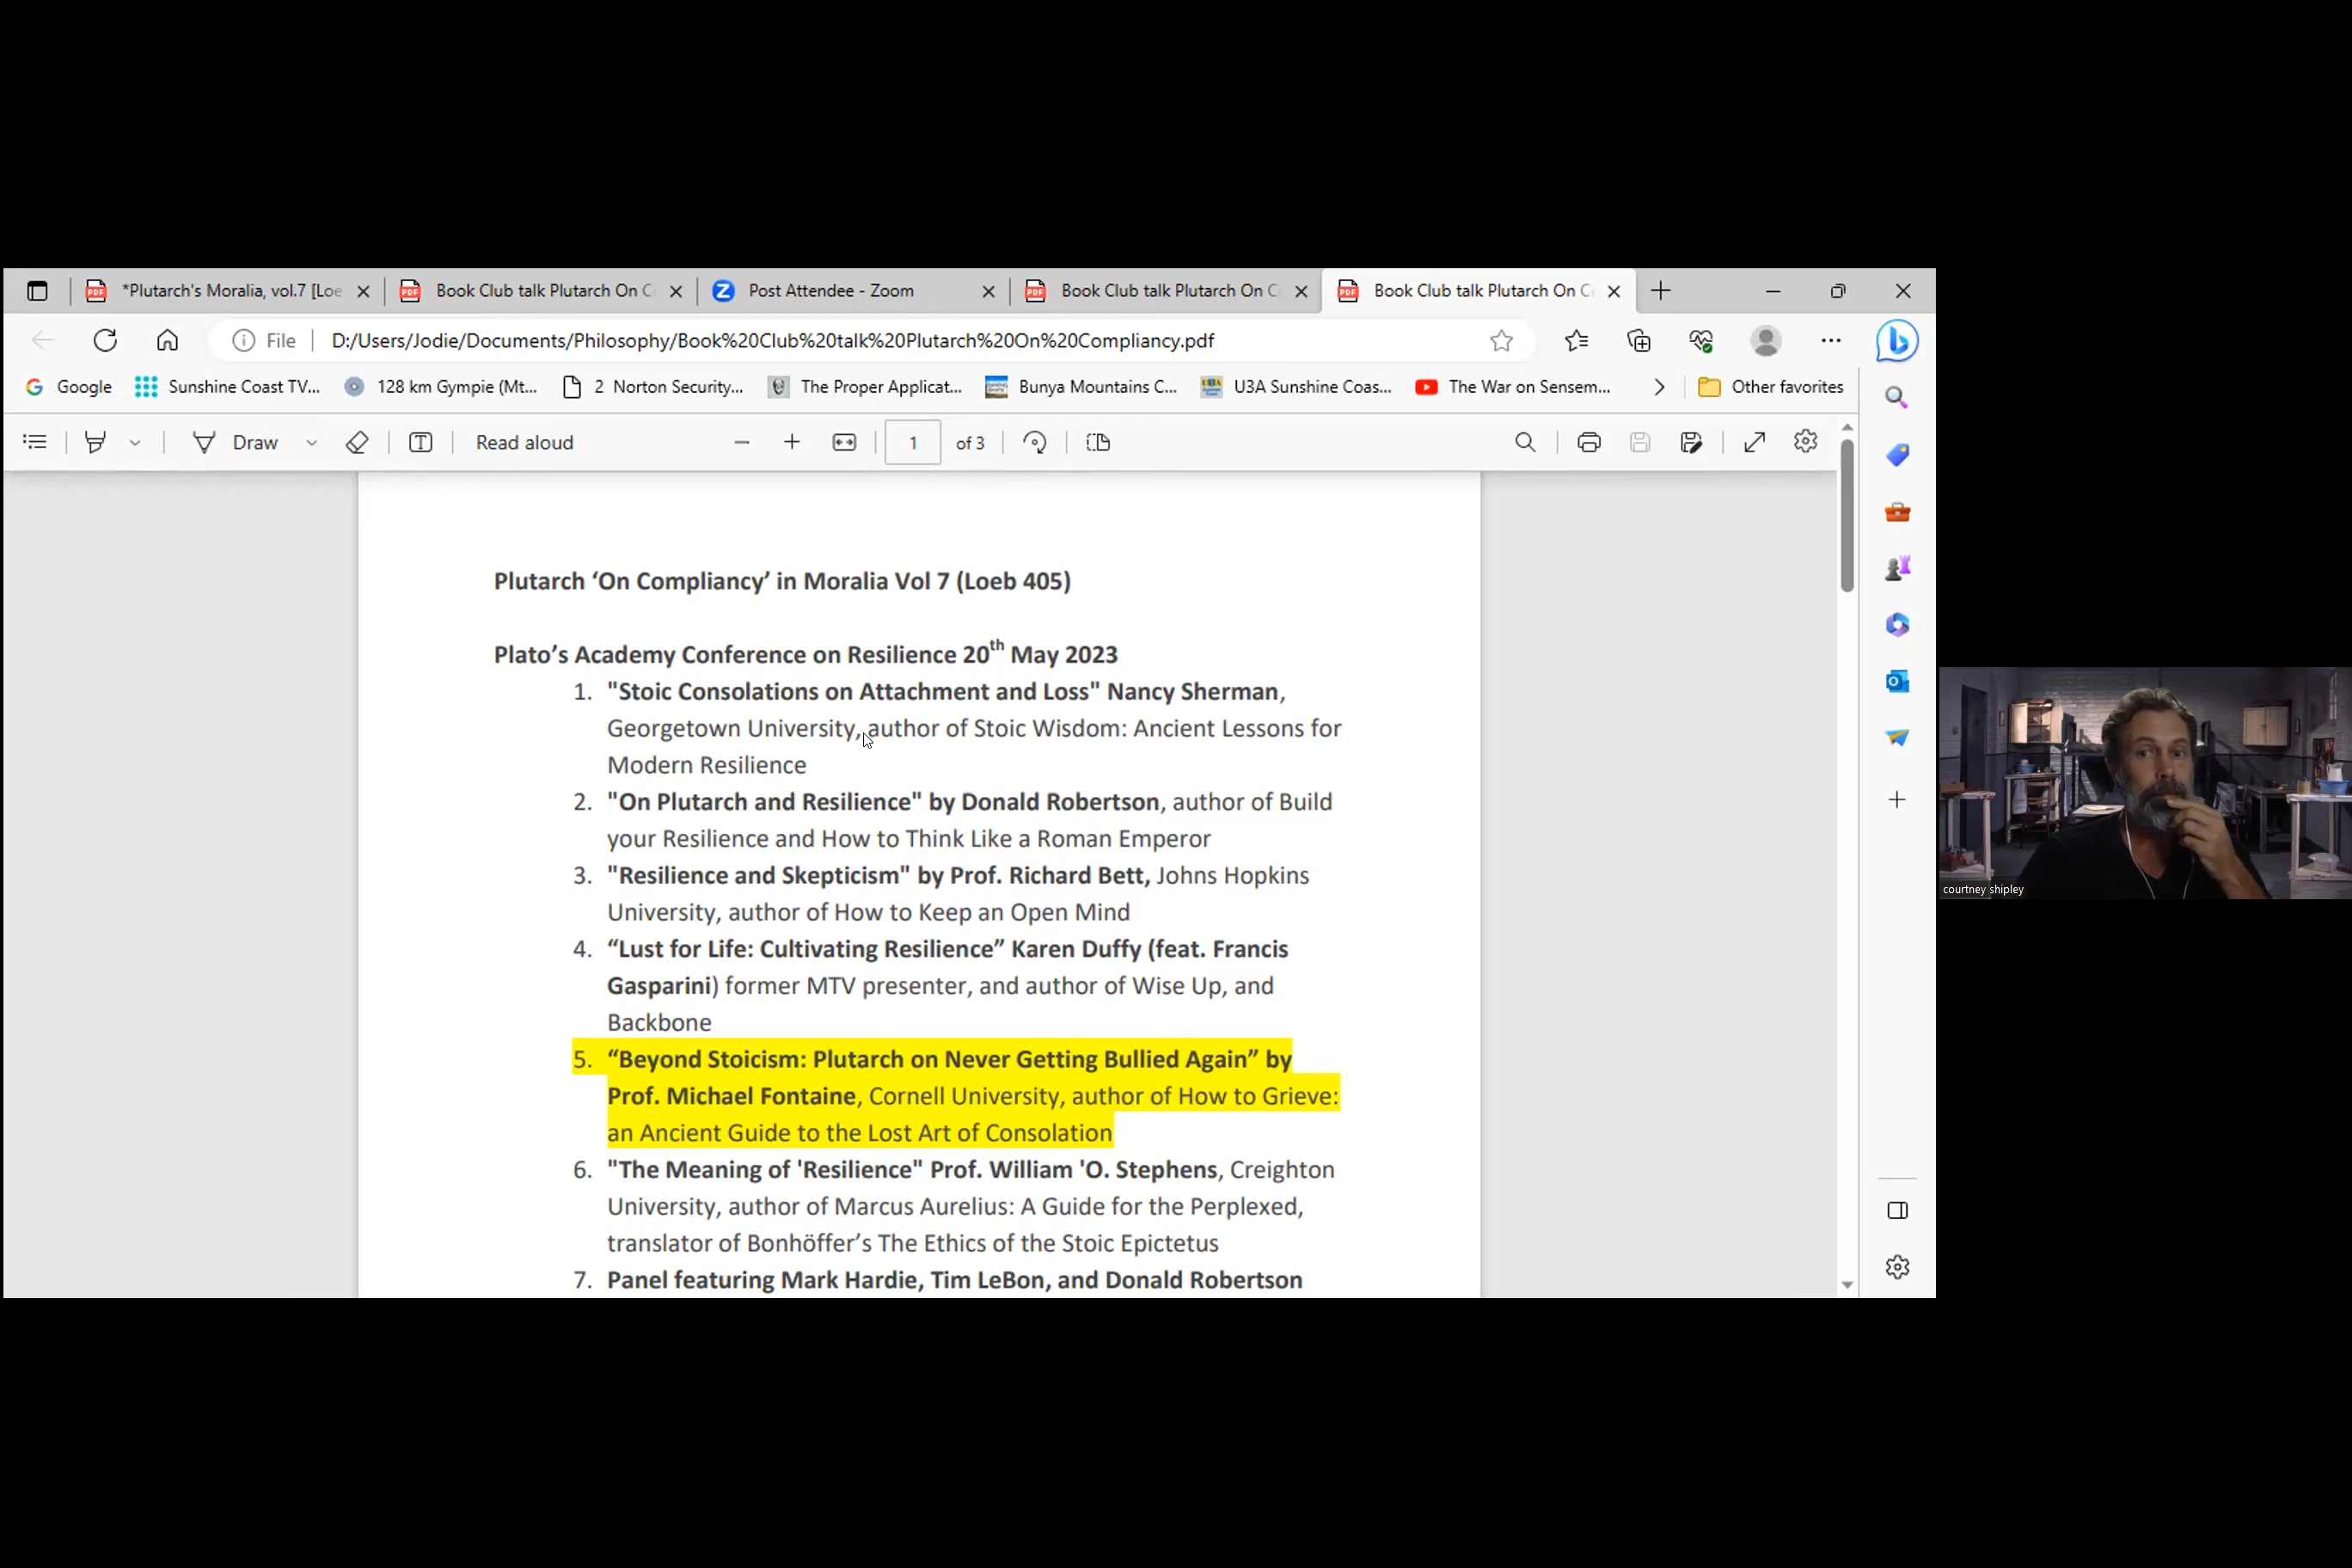 *Plutarch's Moralia, vol.7 [Loe
Book Club talk Plutarch On C
Post Attendee - Zoom
Book Club talk Plutarch On C
Book Club talk Plutarch On C
File
D:/Users/Jodie/Documents/Philosophy/Book%20Club%20talk%20Plutarch%20On%20Compliancy.pdf
Google
Sunshine Coast TV...
128 km Gympie (Mt...
2 Norton Security...
The Proper Applicat...
Bunya Mountains C...
U3A Sunshine Coas...
The War on Sensem...
Other favorites
Draw
Read aloud
1
of 3
Plutarch ‘On Compliancy’ in Moralia Vol 7 (Loeb 405)
Plato’s Academy Conference on Resilience 20th May 2023
1. "Stoic Consolations on Attachment and Loss" Nancy Sherman,
Georgetown University, author of Stoic Wisdom: Ancient Lessons for
Modern Resilience
2. "On Plutarch and Resilience" by Donald Robertson, author of Build
your Resilience and How to Think Like a Roman Emperor
3. "Resilience and Skepticism" by Prof. Richard Bett, Johns Hopkins
University, author of How to Keep an Open Mind
4. “Lust for Life: Cultivating Resilience” Karen Duffy (feat. Francis
Gasparini) former MTV presenter, and author of Wise Up, and
Backbone
5. “Beyond Stoicism: Plutarch on Never Getting Bullied Again” by
Prof. Michael Fontaine, Cornell University, author of How to Grieve:
an Ancient Guide to the Lost Art of Consolation
6. "The Meaning of 'Resilience" Prof. William 'O. Stephens, Creighton
University, author of Marcus Aurelius: A Guide for the Perplexed,
translator of Bonhöffer’s The Ethics of the Stoic Epictetus
7. Panel featuring Mark Hardie, Tim LeBon, and Donald Robertson
courtney shipley